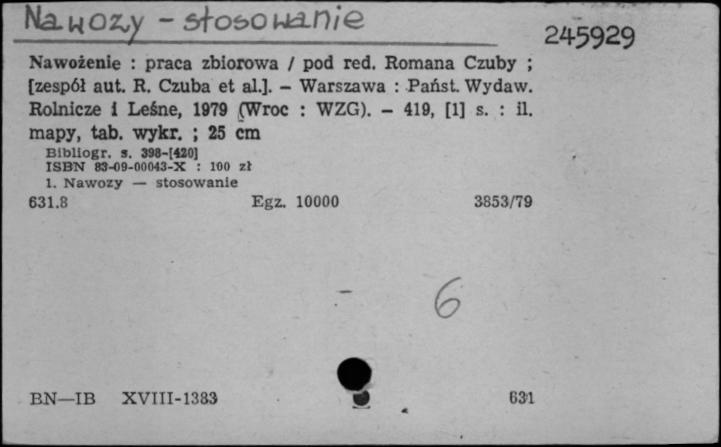 Nawozy - stosowanie
245929
Nawożenie : praca zbiorowa / pod red. Romana Czuby ;
[zespół aut. R. Czuba et al.]. — Warszawa : Państ. Wydaw.
Rolnicze i Leśne, 1979 (Wroc : WZG). — 419, [1] s. : il.
mapy, tab. wykr. ; 25 cm
Bibliogr. s. 398-[420]
ISBN 83-09-00043-X : 100 zł
1. Nawozy — stosowanie
631.8 Egz. 10000 3853/79
6
BN—IB XVIII-1383 631